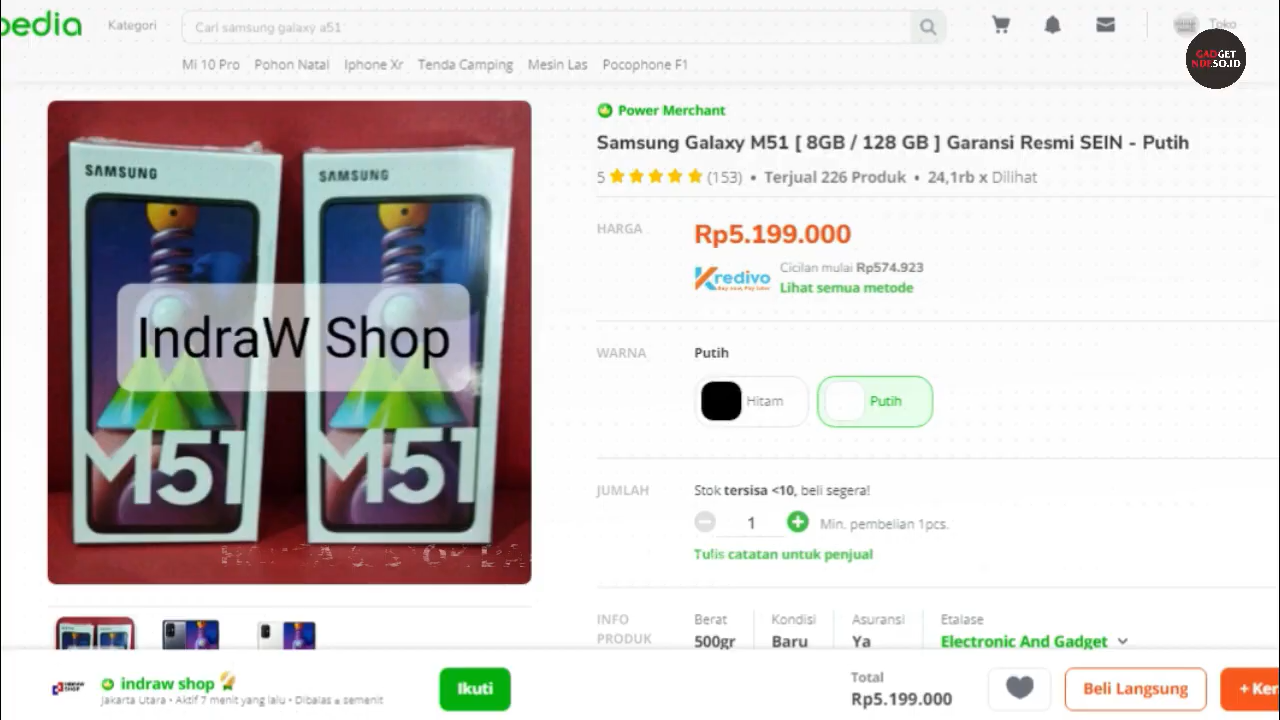 pedia
Kategori
Cari samsung galaxy a51
Toko
Mi 10 Pro Pohon Natal Iphone Xr Tenda Camping Mesin Las Pocophone F1
GADGET
NDESO.ID
SAMSUNG
SAMSUNG
IndraW Shop
M51
M51
Power Merchant
Samsung Galaxy M51 [ 8GB / 128 GB ] Garansi Resmi SEIN - Putih
5 (153) • Terjual 226 Produk • 24,1rb x Dilihat
HARGA
Rp5.199.000
Kredivo
Buy now, Pay later
Cicilan mulai Rp574.923
Lihat semua metode
WARNA
Putih
Hitam
Putih
JUMLAH
Stok tersisa <10, beli segera!
1
Min. pembelian 1pcs.
Tulis catatan untuk penjual
INFO PRODUK
Berat
500gr
Kondisi
Baru
Asuransi
Ya
Etalase
Electronic And Gadget
indraw shop
Jakarta Utara • Aktif 7 menit yang lalu • Dibalas ± semenit
Ikuti
Total
Rp5.199.000
Beli Langsung
+ Ker